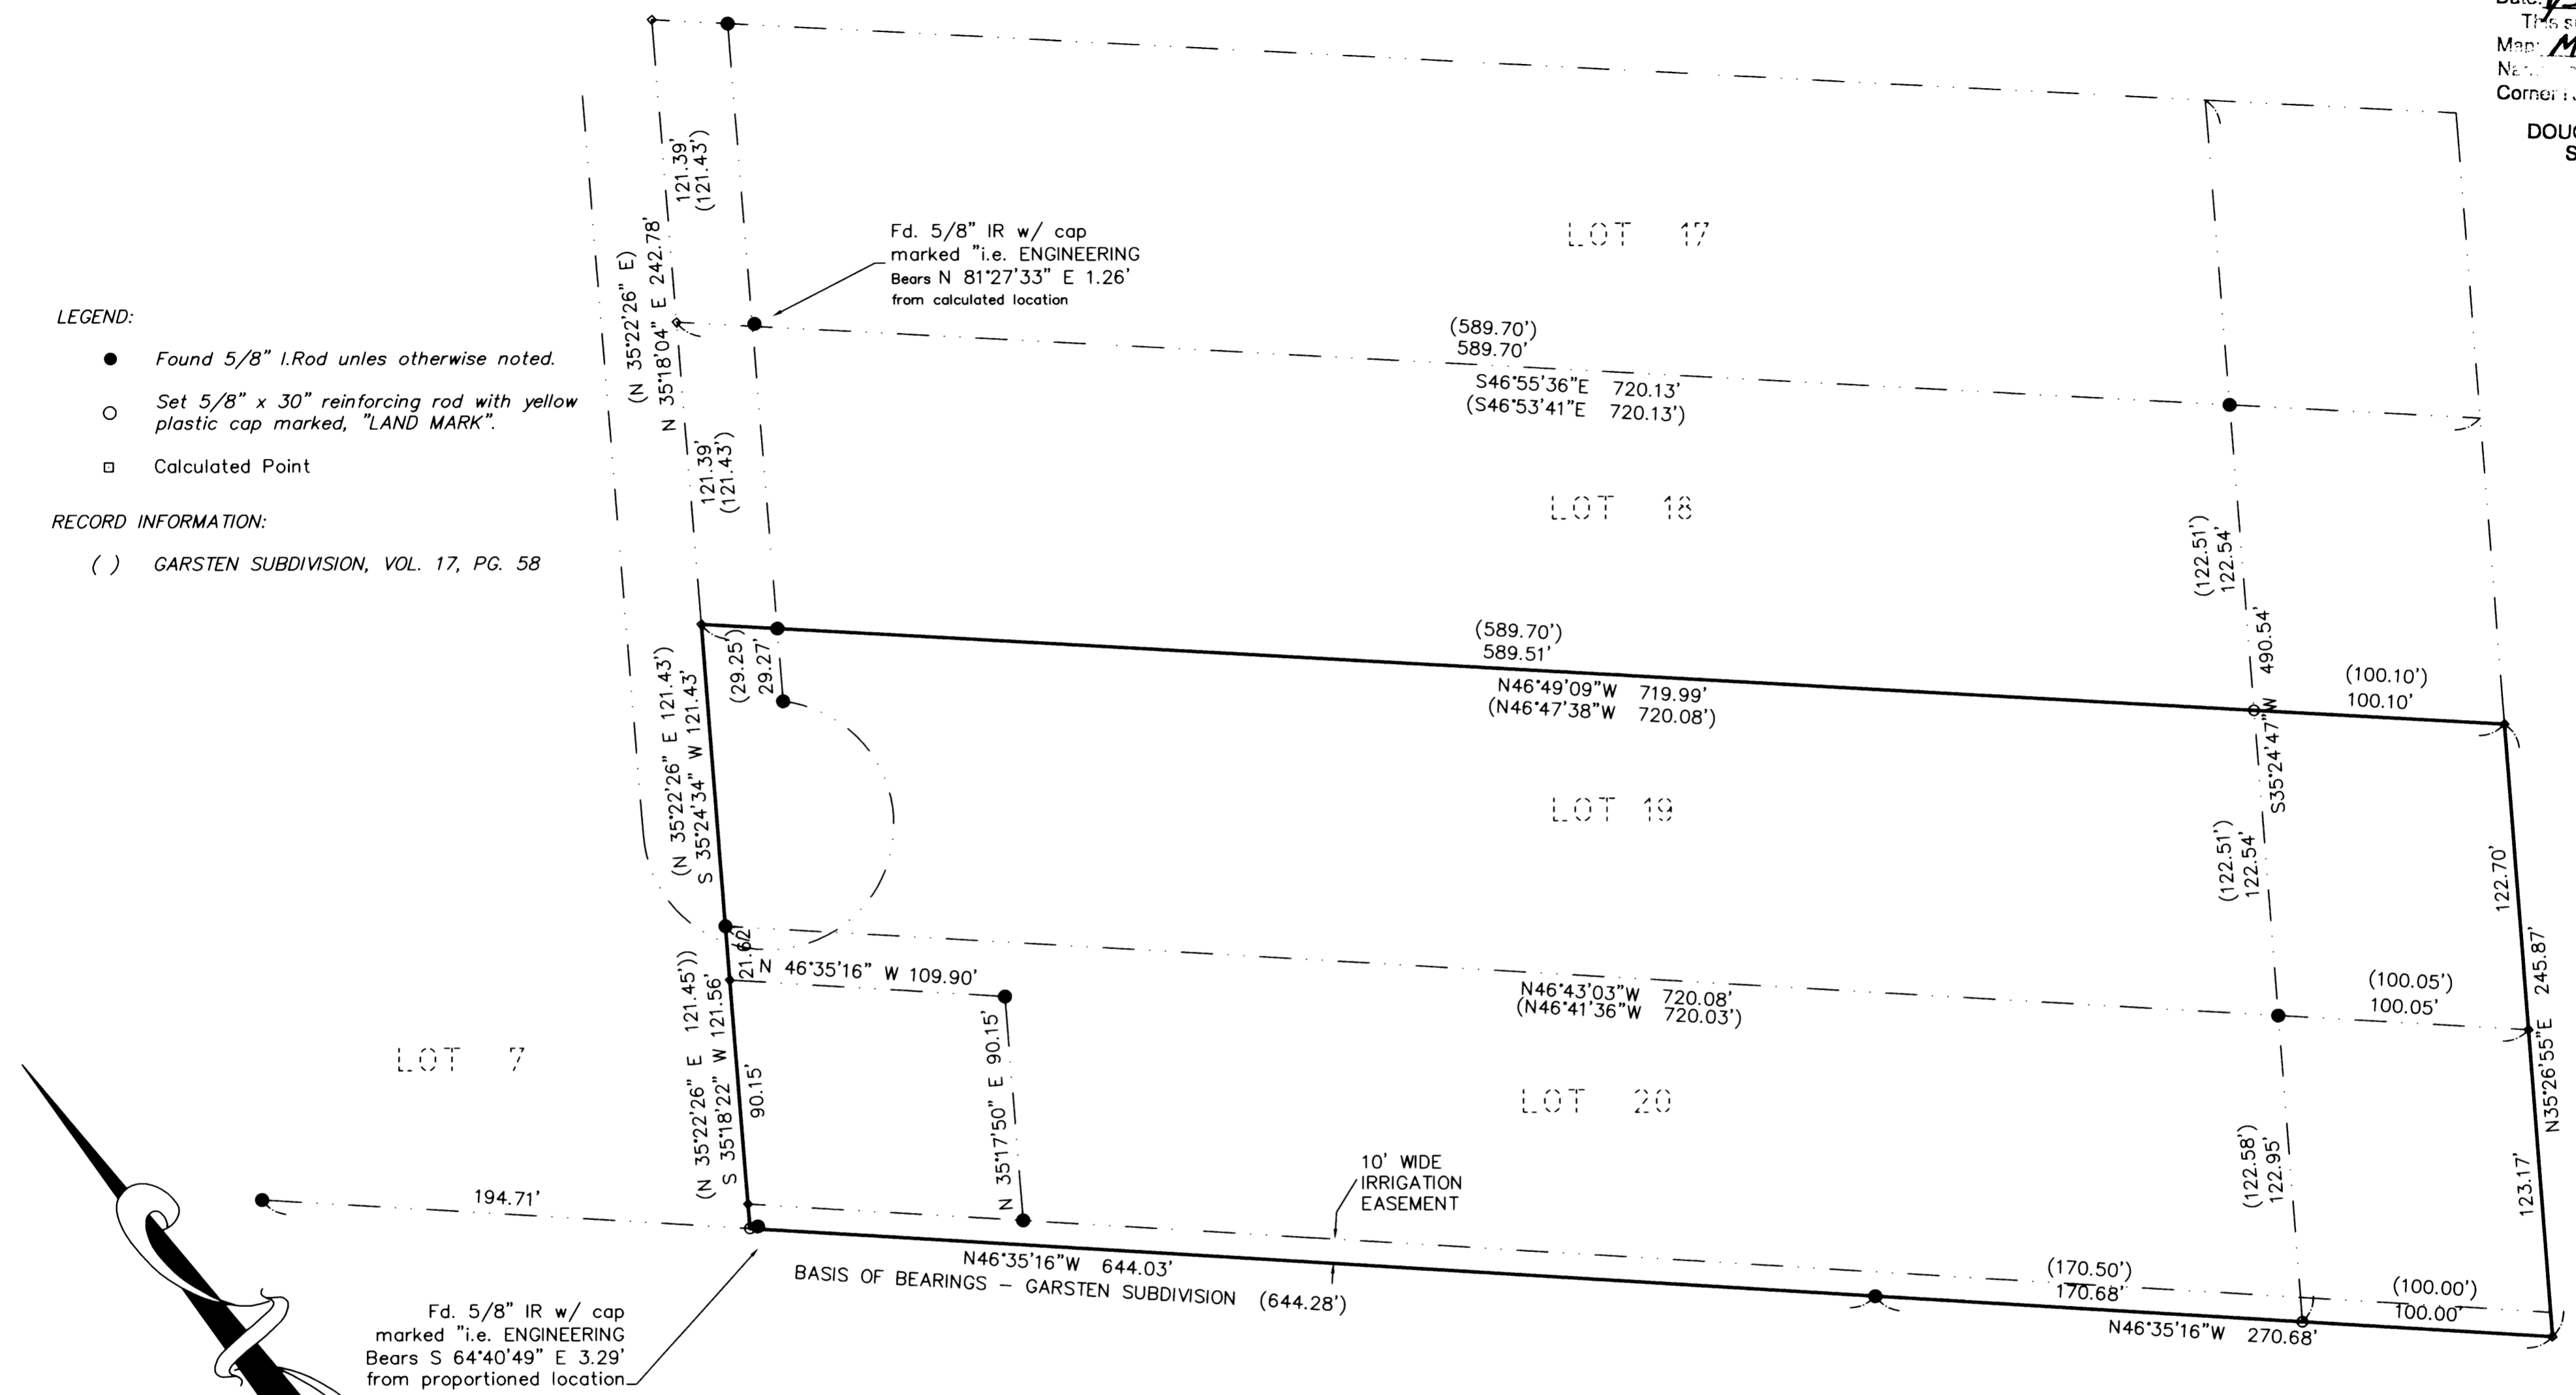 This
Map:
DOUG
LEGEND:
Found 5/8" I.Rod unles otherwise noted.
Set 5/8" x 30" reinforcing rod with yellow
plastic cap marked, "LAND MARK".
Calculated Point
RECORD INFORMATION:
( ) GARSTEN SUBDIVISION, VOL. 17, PG. 58
(N 35°22'26" E)
N 35°18'04" E 242.78'
121.39'
(121.43')
121.39'
(121.43')
Fd. 5/8" IR w/ cap
marked "i.e. ENGINEERING
Bears N 81°27'33" E 1.26'
from calculated location
LOT 17
(589.70')
589.70'
S46°55'36"E 720.13'
(S46°53'41"E 720.13')
LOT 18
(122.51')
122.54'
S35°24'47"W 490.54'
(589.70')
589.51'
N46°49'09"W 719.99'
(N46°47'38"W 720.08')
(100.10')
100.10'
(29.25')
29.27'
(N 35°22'26" E 121.43')
S 35°24'34" W 121.43'
LOT 19
(122.51')
122.54'
122.70'
N35°26'55"E 245.87'
21.62'
N 46°35'16" W 109.90'
N46°43'03"W 720.08'
(N46°41'36"W 720.03')
(100.05')
100.05'
(N 35°22'26" E 121.45'))
S 35°18'22" W 121.56'
90.15'
N 35°17'50" E 90.15'
LOT 7
LOT 20
(122.58')
122.95'
123.17'
194.71'
10' WIDE
IRRIGATION
EASEMENT
N46°35'16"W 644.03'
BASIS OF BEARINGS – GARSTEN SUBDIVISION (644.28')
(170.50')
170.68'
(100.00')
100.00'
N46°35'16"W 270.68'
Fd. 5/8" IR w/ cap
marked "i.e. ENGINEERING
Bears S 64°40'49" E 3.29'
from proportioned location